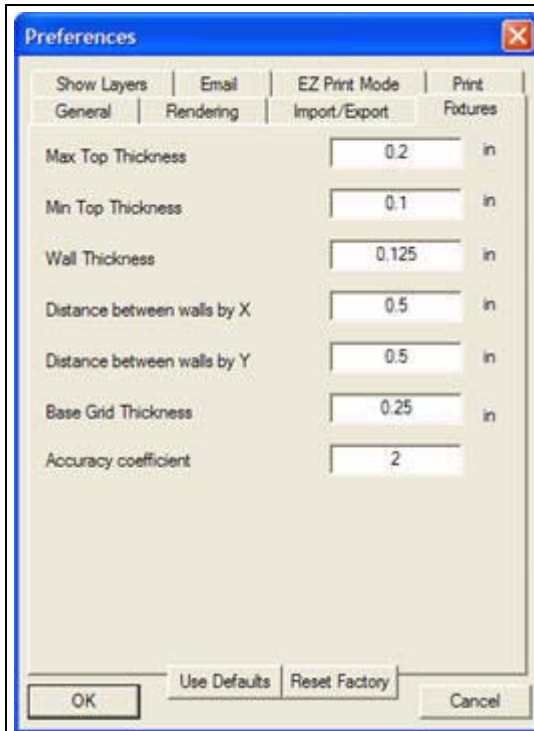 Preferences
Show Layers Email EZ Print Mode Print
General Rendering Import/Export Fixtures
Max Top Thickness 0.2 in
Min Top Thickness 0.1 in
Wall Thickness 0.125 in
Distance between walls by X 0.5 in
Distance between walls by Y 0.5 in
Base Grid Thickness 0.25 in
Accuracy coefficient 2
Use Defaults Reset Factory
OK Cancel